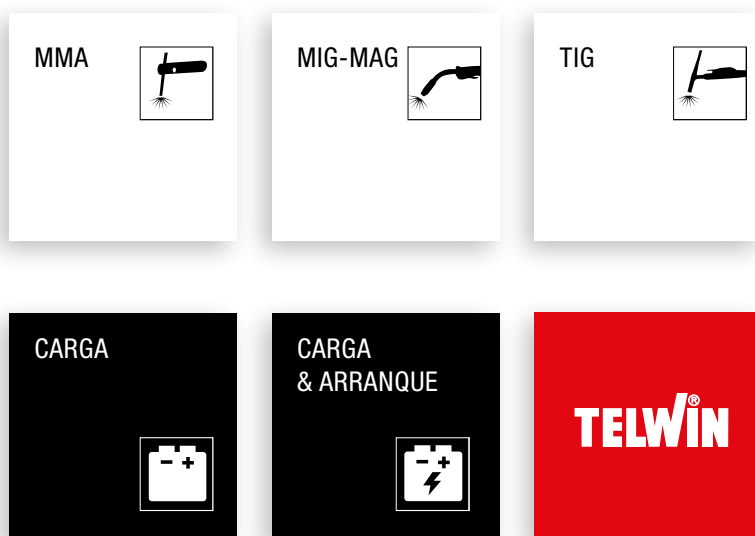 MMA
MIG-MAG
TIG
CARGA
CARGA
& ARRANQUE
TELWIN®